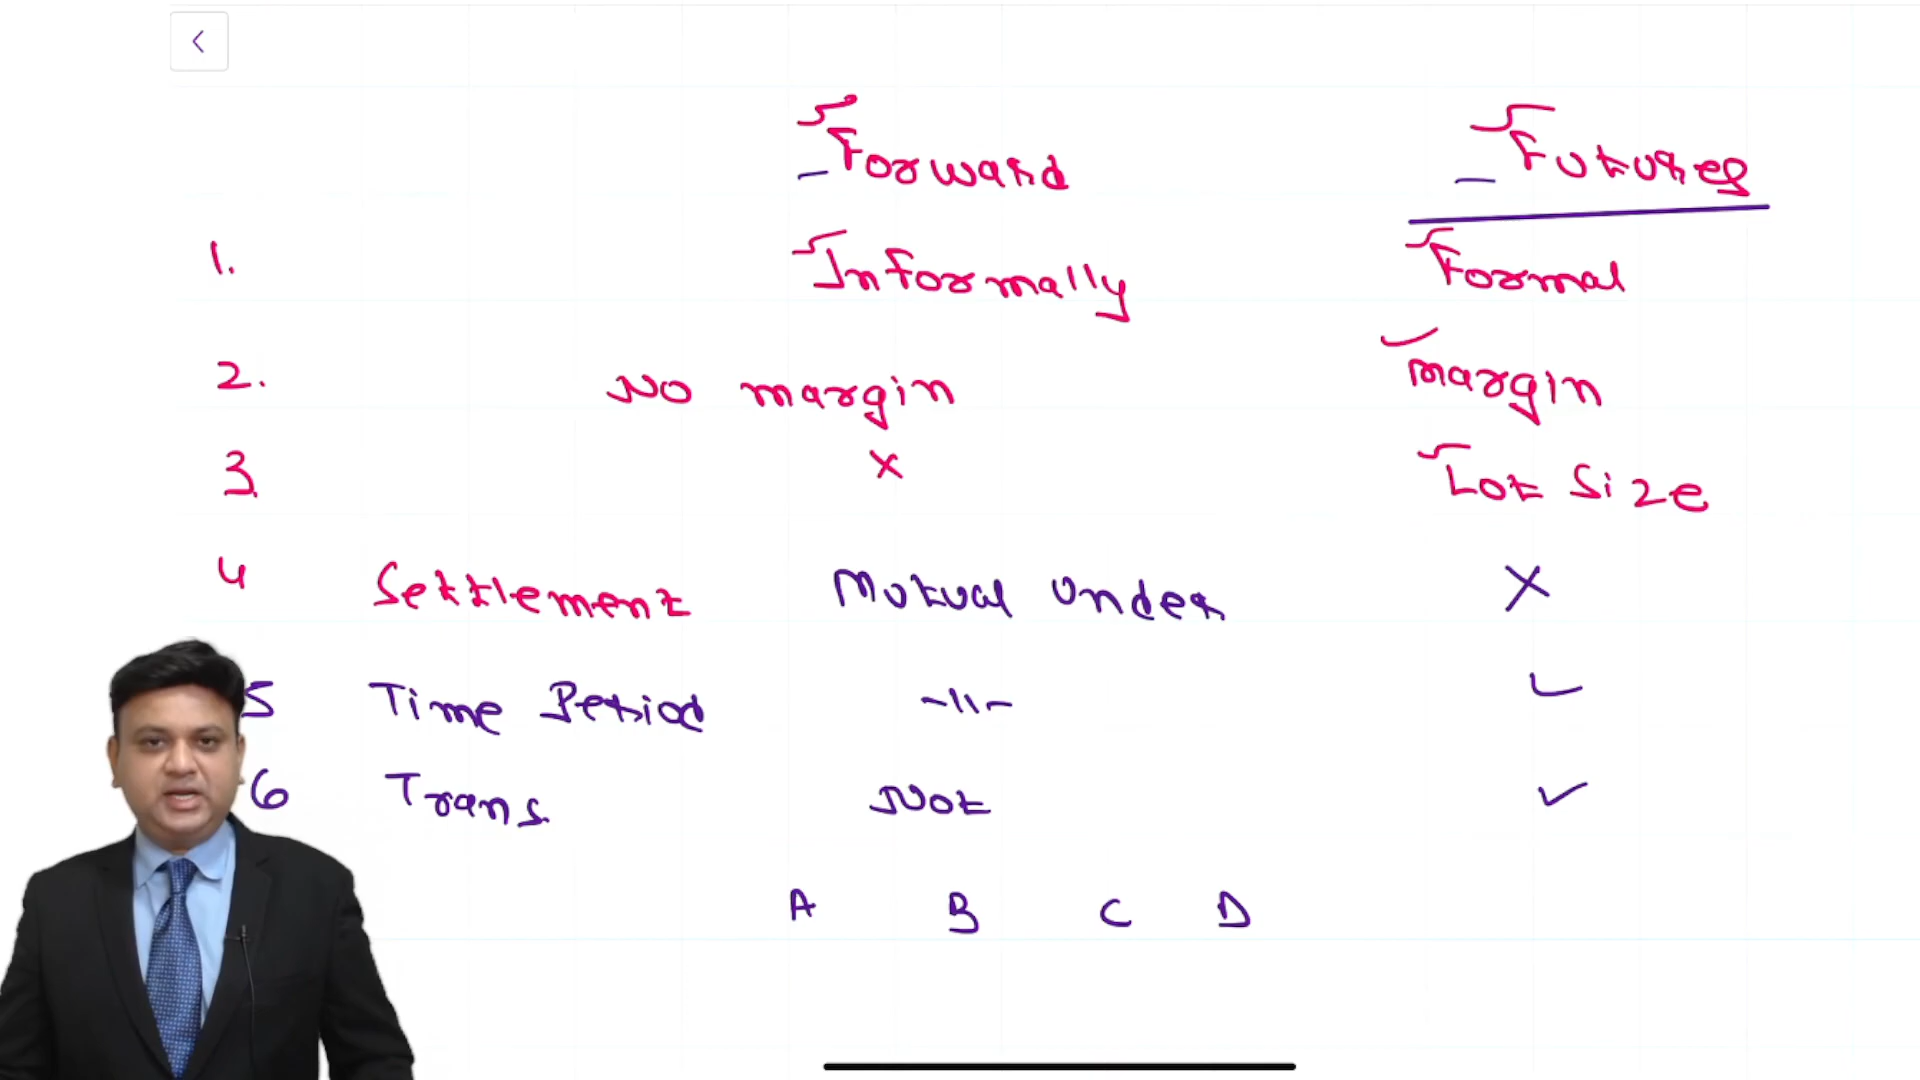 Forward Futures
1. Informally Formal
2. No margin margin
3. x Lot Size
4 Settlement Mutual Under X
5 Time Period -11- ✓
6 Trans. Not ✓
A B C D